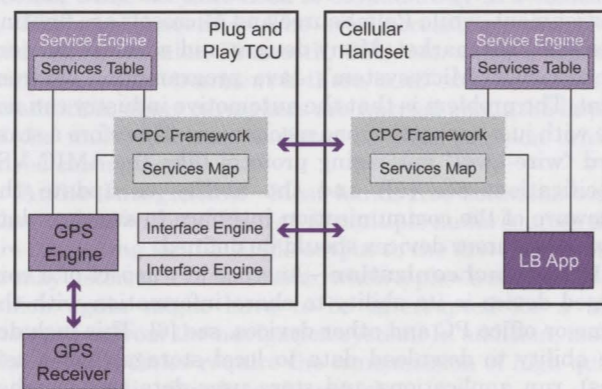 Service Engine
Services Table
Plug and
Play TCU
Cellular
Handset
Service Engine
Services Table
CPC Framework
Services Map
CPC Framework
Services Map
GPS
Engine
Interface Engine
Interface Engine
LB App
GPS
Receiver